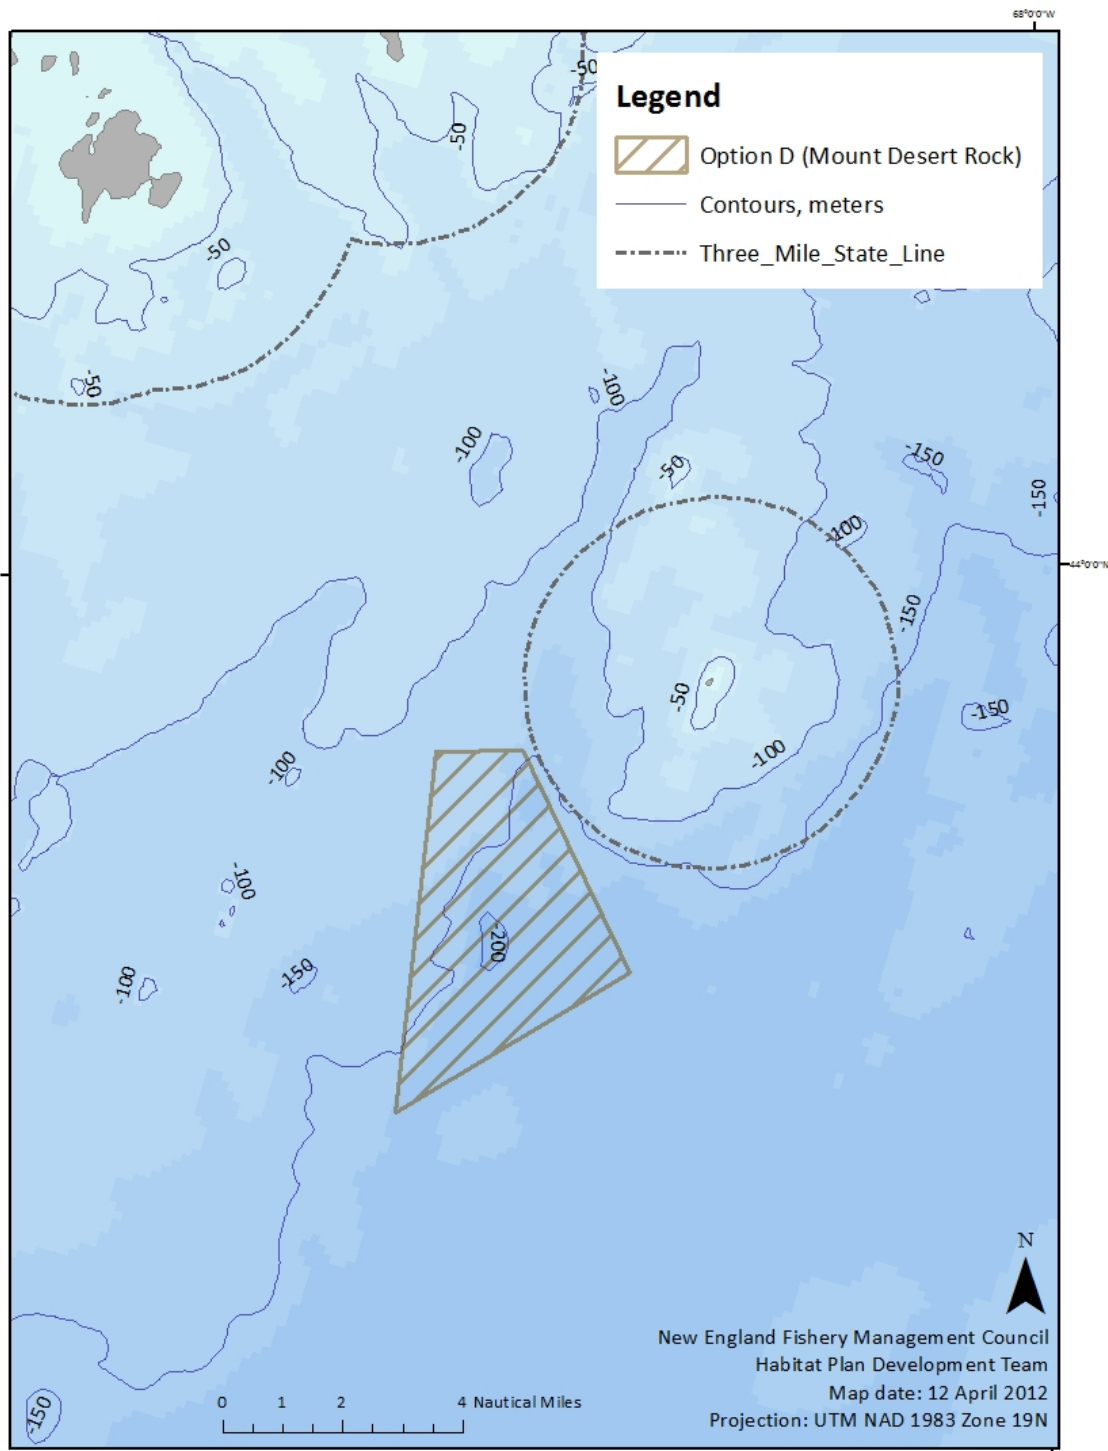 68°0'0"W
-50
Legend
-50
Option D (Mount Desert Rock)
Contours, meters
-50
Three_Mile_State_Line
-50
-100
-100
-50
-150
-150
-100
44°0'0"N
-150
-50
-150
-100
-100
-100
-200
-150
-100
N
New England Fishery Management Council
Habitat Plan Development Team
Map date: 12 April 2012
0 1 2 4 Nautical Miles
Projection: UTM NAD 1983 Zone 19N
-150